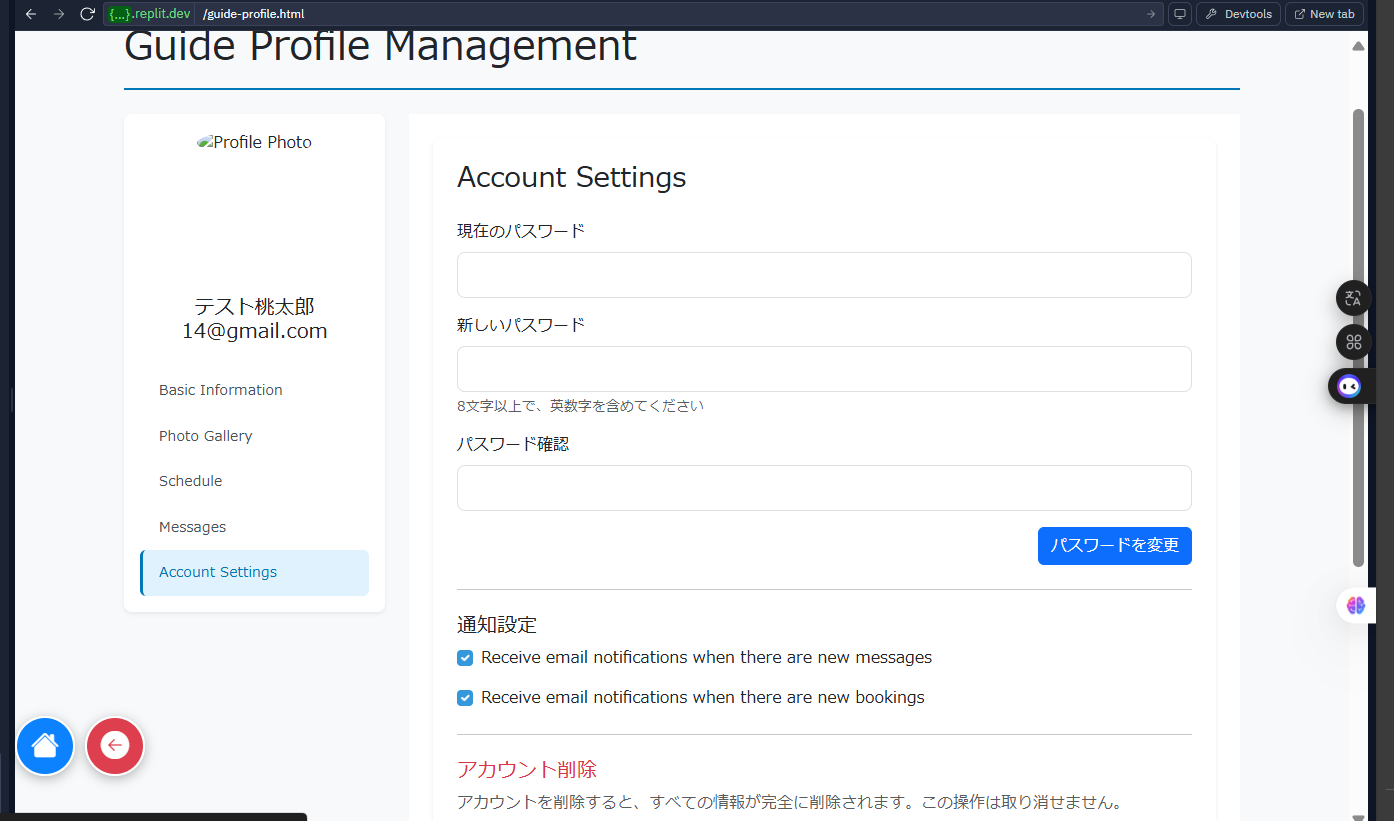 {...}.replit.dev /guide-profile.html
Devtools
New tab
Guide Profile Management
Profile Photo
テスト桃太郎
14@gmail.com
Basic Information
Photo Gallery
Schedule
Messages
Account Settings
Account Settings
現在のパスワード
新しいパスワード
8文字以上で、英数字を含めてください
パスワード確認
パスワードを変更
通知設定
Receive email notifications when there are new messages
Receive email notifications when there are new bookings
アカウント削除
アカウントを削除すると、すべての情報が完全に削除されます。この操作は取り消せません。